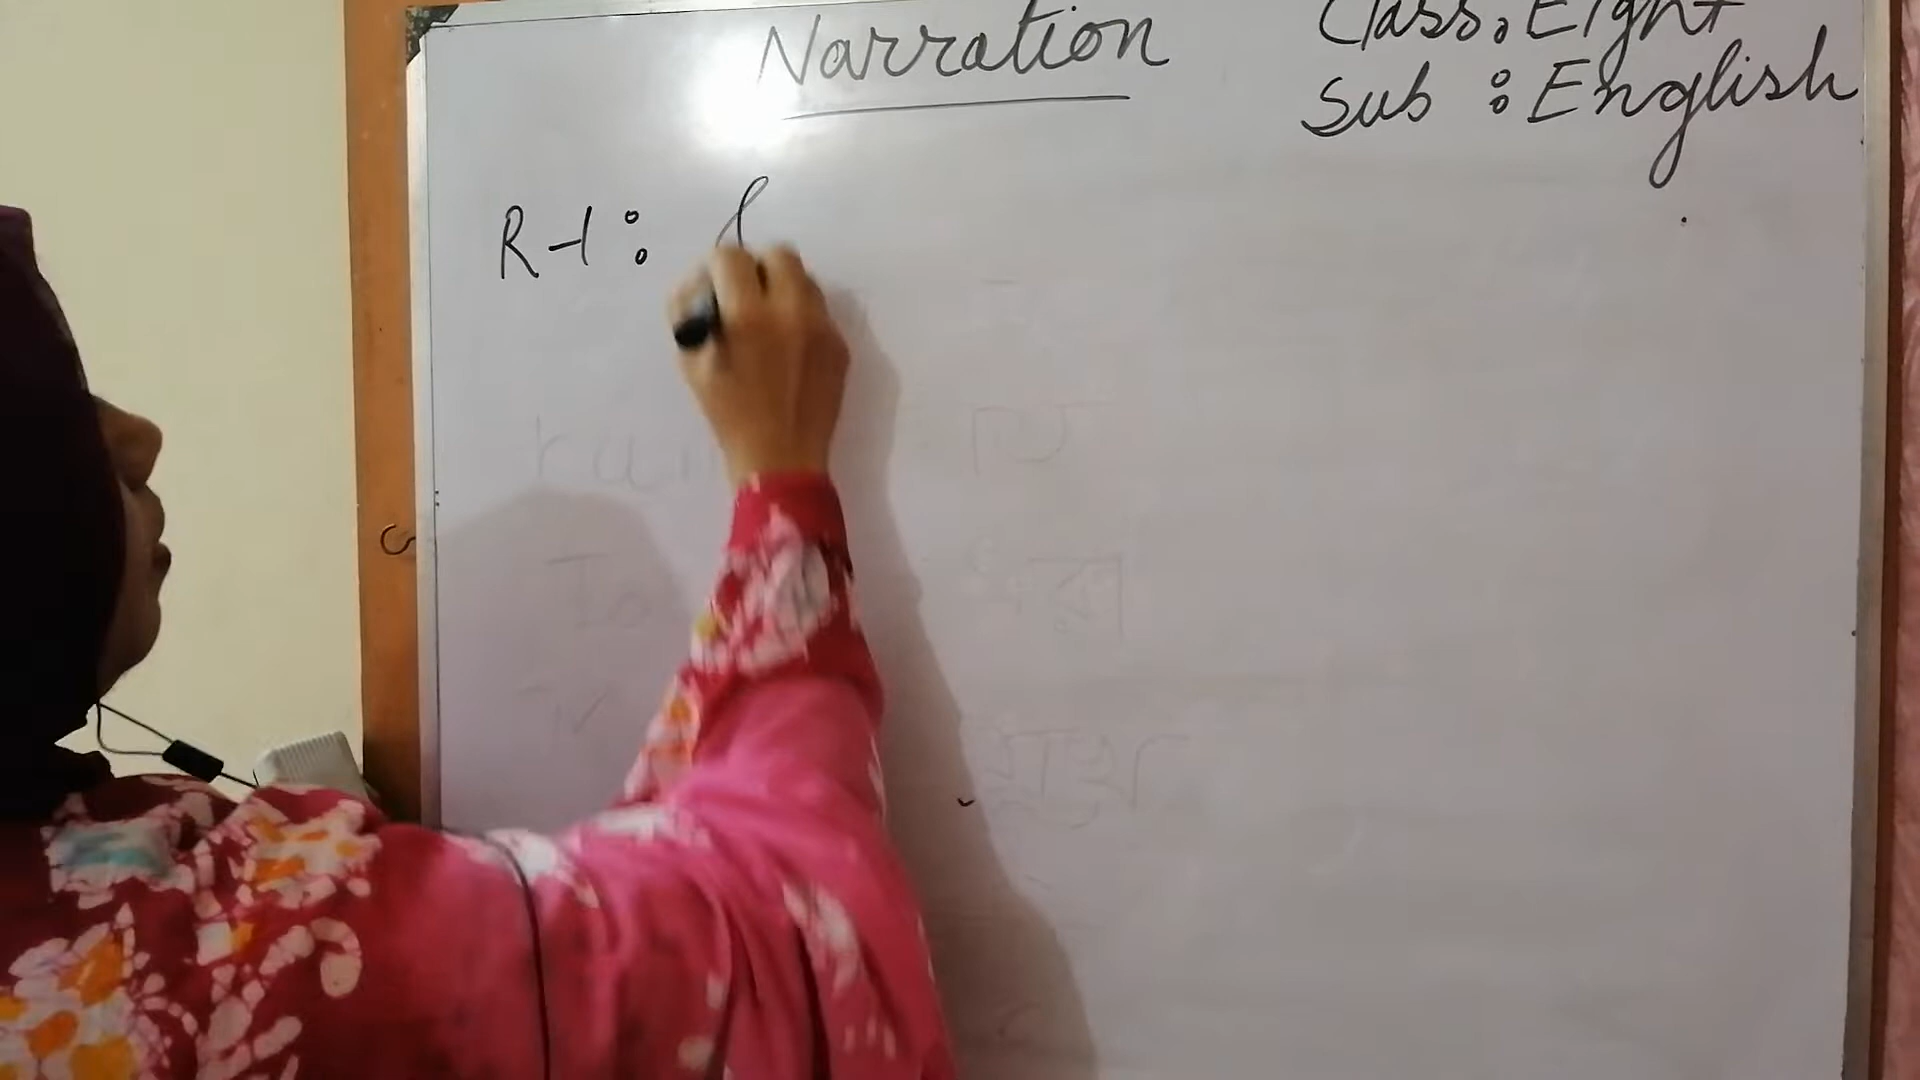 Narration
Class: Eight
Sub : English
R-1 :